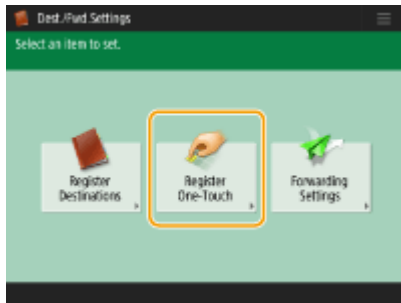 Dest./Fwd Settings
Select an item to set.
Register
Destinations
Register
One-Touch
Forwarding
Settings